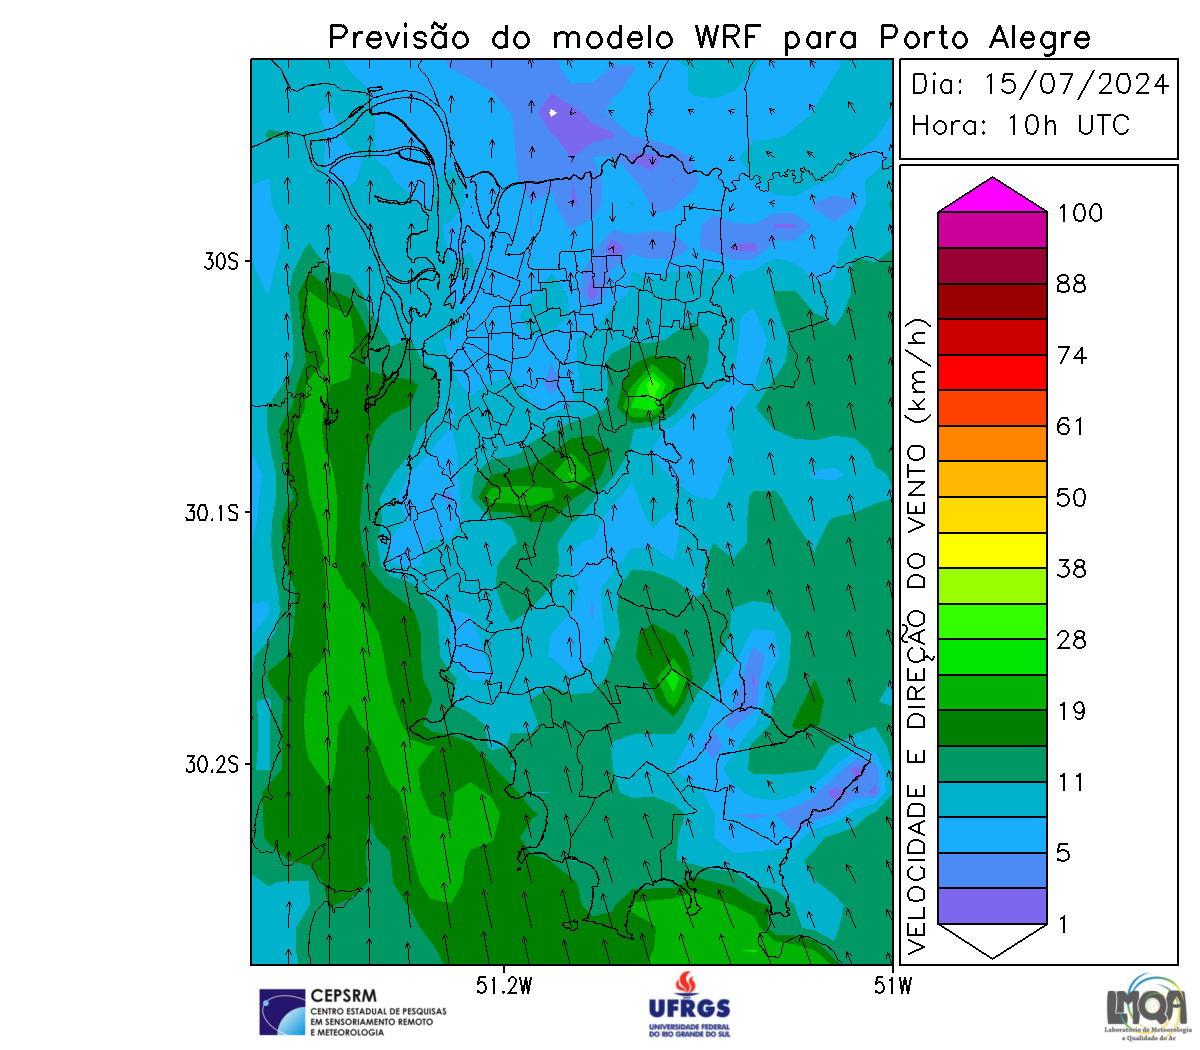 Previsão do modelo WRF para Porto Alegre
Dia: 15/07/2024
Hora: 10h UTC
VELOCIDADE E DIREÇÃO DO VENTO (km/h)
100
88
74
61
50
38
28
19
11
5
1
30S
30.1S
30.2S
51.2W
51W
CEPSRM
CENTRO ESTADUAL DE PESQUISAS
EM SENSORIAMENTO REMOTO
E METEOROLOGIA
UFRGS
UNIVERSIDADE FEDERAL
DO RIO GRANDE DO SUL
LMQA
Laboratório de Meteorologia
e Qualidade do Ar